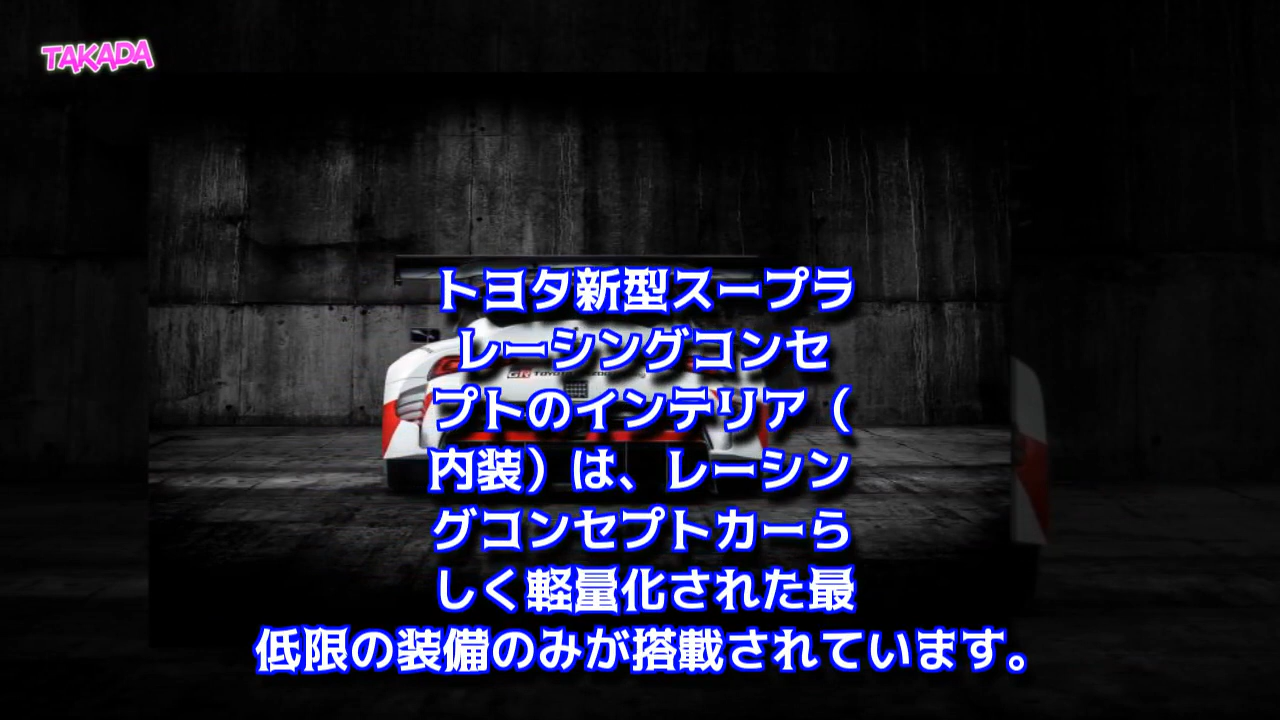 TAKADA
トヨタ新型スープラ
レーシングコンセ
プトのインテリア（
内装）は、レーシン
グコンセプトカーら
しく軽量化された最
低限の装備のみが搭載されています。
GR